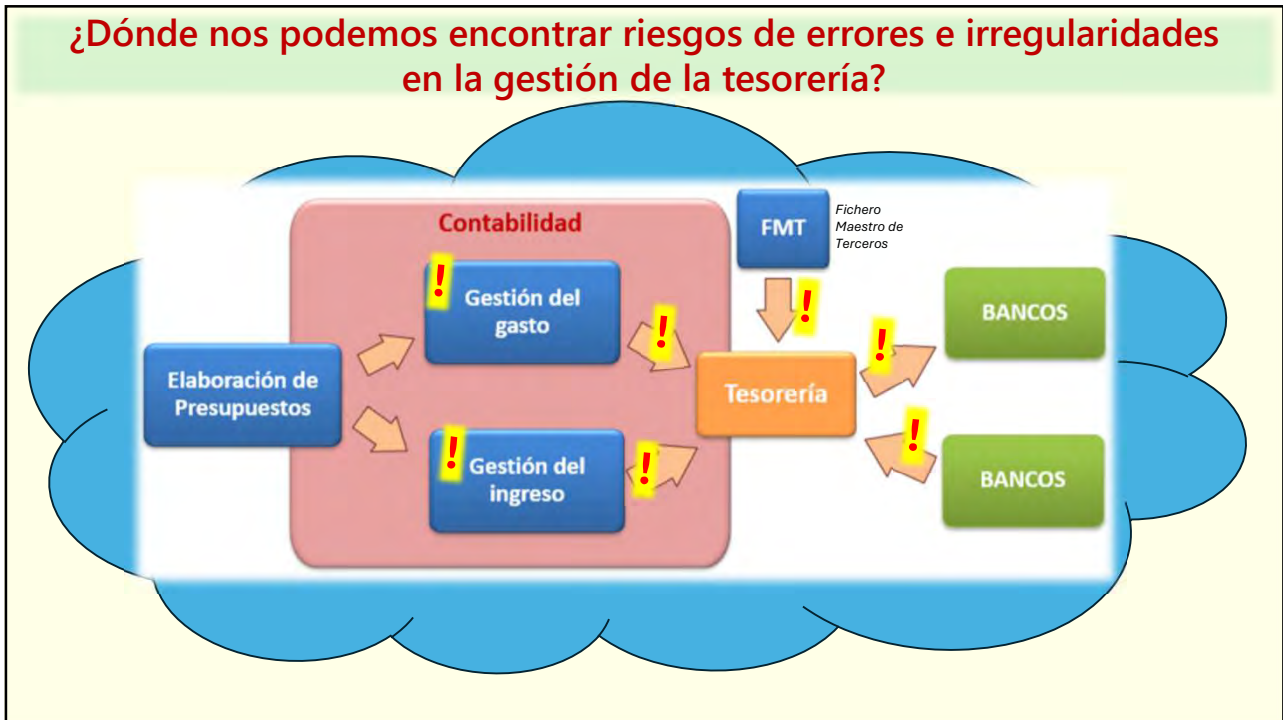 ¿Dónde nos podemos encontrar riesgos de errores e irregularidades
en la gestión de la tesorería?
Contabilidad
FMT
Fichero
Maestro de
Terceros
!
Gestión del
gasto
!
!
!
BANCOS
Elaboración de
Presupuestos
Tesorería
!
Gestión del
ingreso
!
!
BANCOS